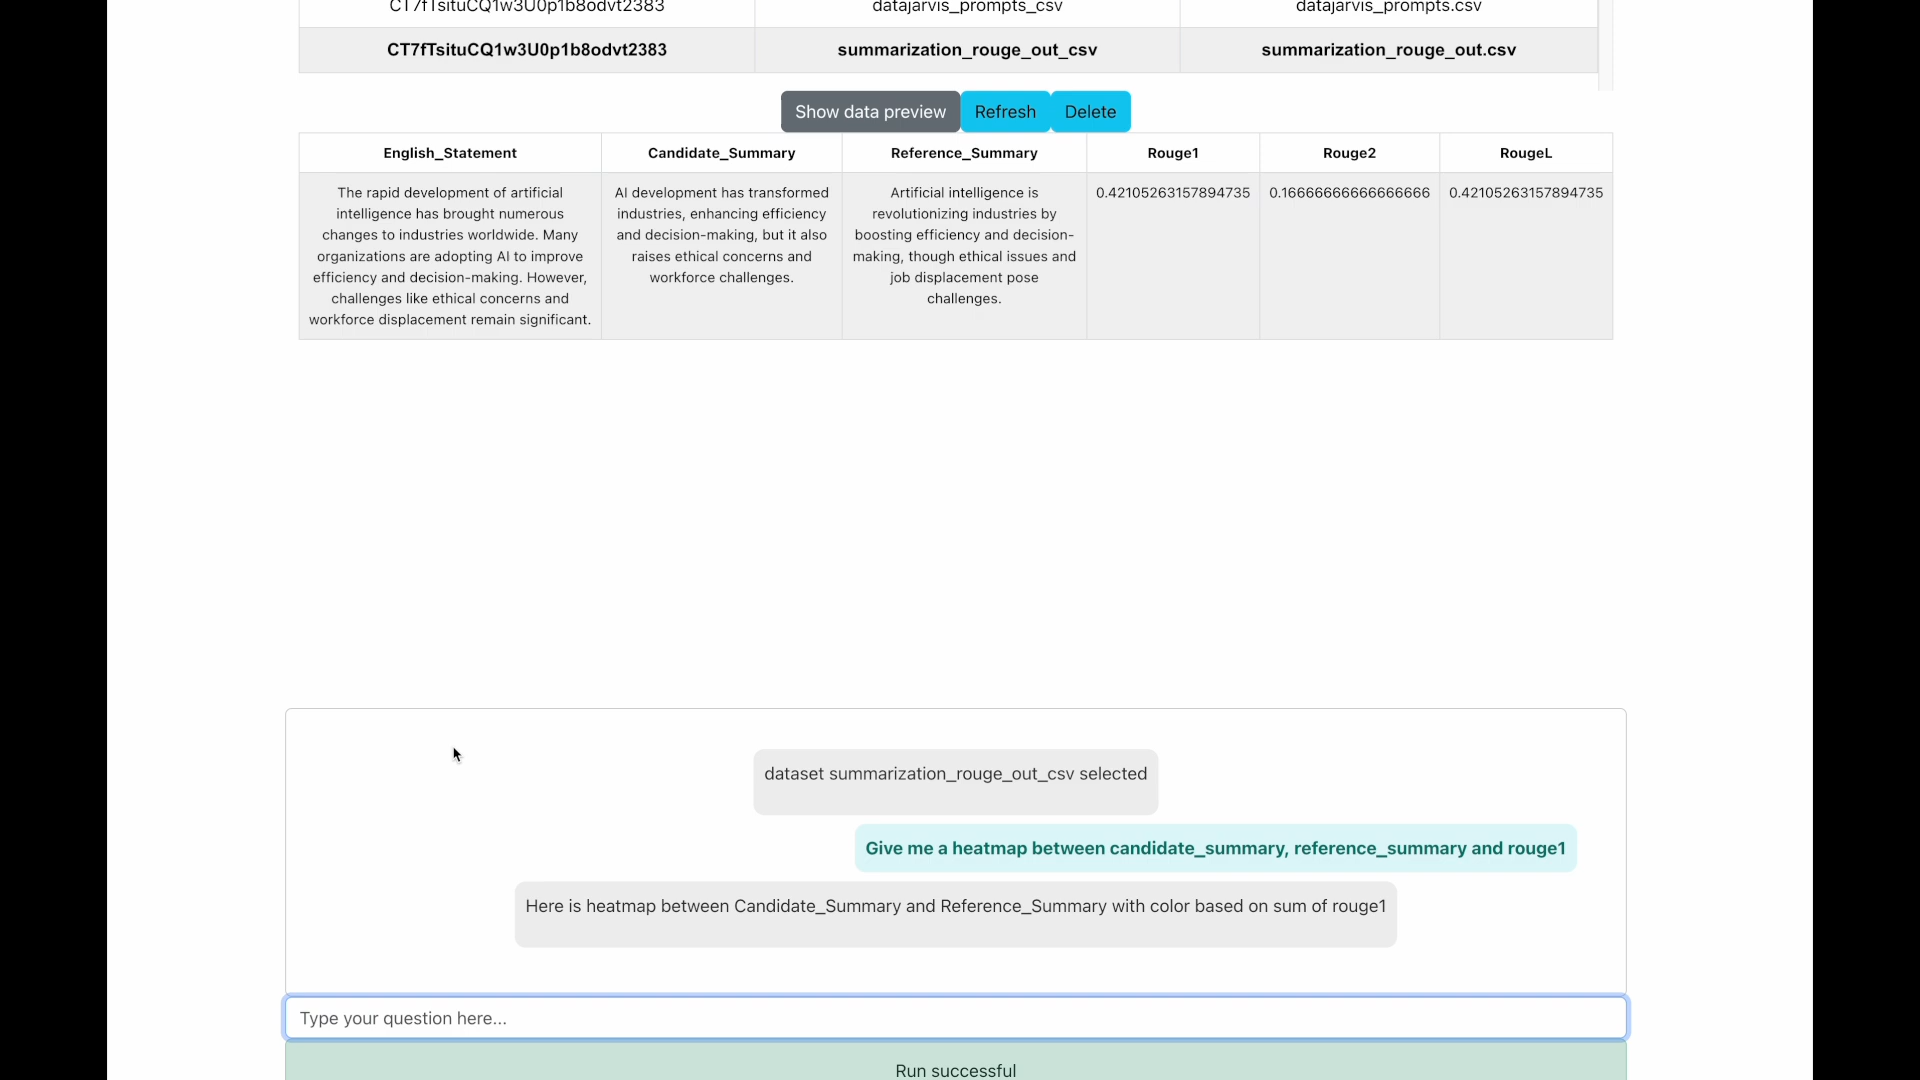 CT7fTsituCQ1w3U0p1b8odvt2383 datajarvis_prompts_csv datajarvis_prompts.csv
CT7fTsituCQ1w3U0p1b8odvt2383 summarization_rouge_out_csv summarization_rouge_out.csv
Show data preview Refresh Delete
English_Statement Candidate_Summary Reference_Summary Rouge1 Rouge2 RougeL
The rapid development of artificial
intelligence has brought numerous
changes to industries worldwide. Many
organizations are adopting AI to improve
efficiency and decision-making. However,
challenges like ethical concerns and
workforce displacement remain significant.
AI development has transformed
industries, enhancing efficiency
and decision-making, but it also
raises ethical concerns and
workforce challenges.
Artificial intelligence is
revolutionizing industries by
boosting efficiency and decision-
making, though ethical issues and
job displacement pose
challenges.
0.42105263157894735
0.16666666666666666
0.42105263157894735
dataset summarization_rouge_out_csv selected
Give me a heatmap between candidate_summary, reference_summary and rouge1
Here is heatmap between Candidate_Summary and Reference_Summary with color based on sum of rouge1
Type your question here...
Run successful